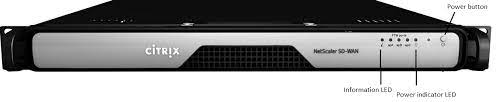 Power button
CITRIX
NetScaler SD-WAN
Information LED
Power indicator LED